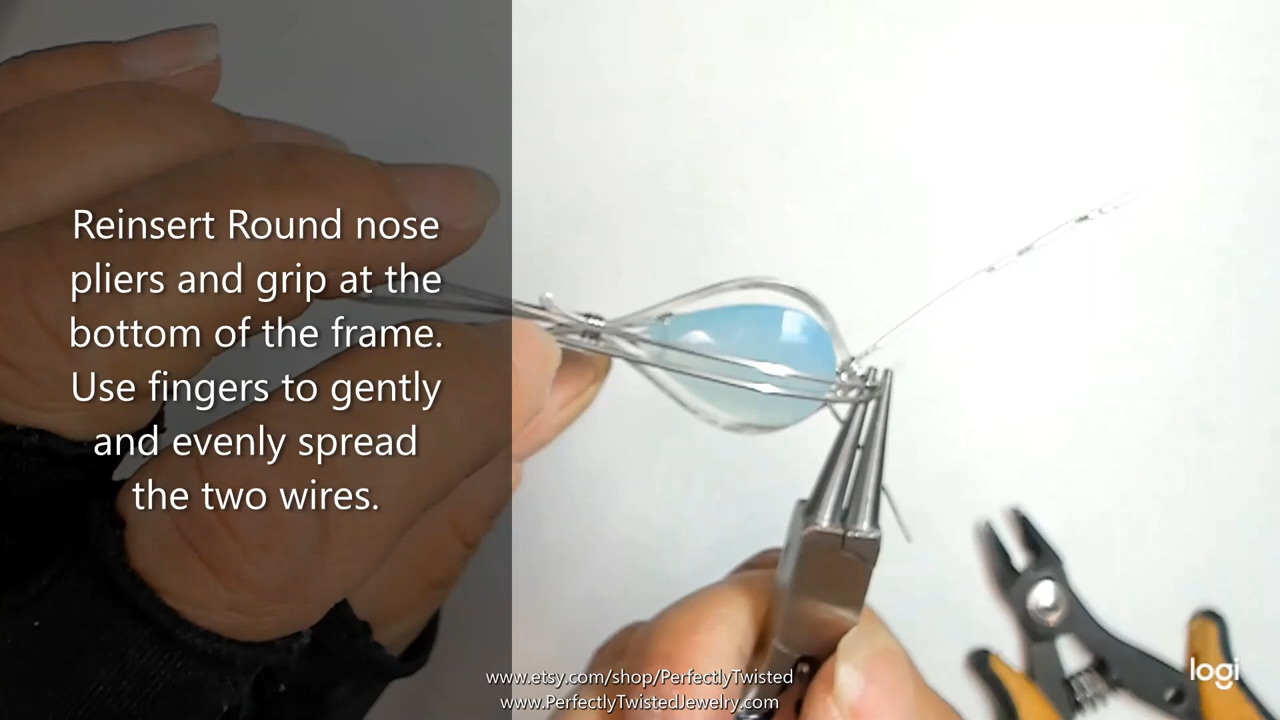 Reinsert Round nose
pliers and grip at the
bottom of the frame.
Use fingers to gently
and evenly spread
the two wires.
www.etsy.com/shop/PerfectlyTwisted
www.PerfectlyTwistedJewelry.com
logi